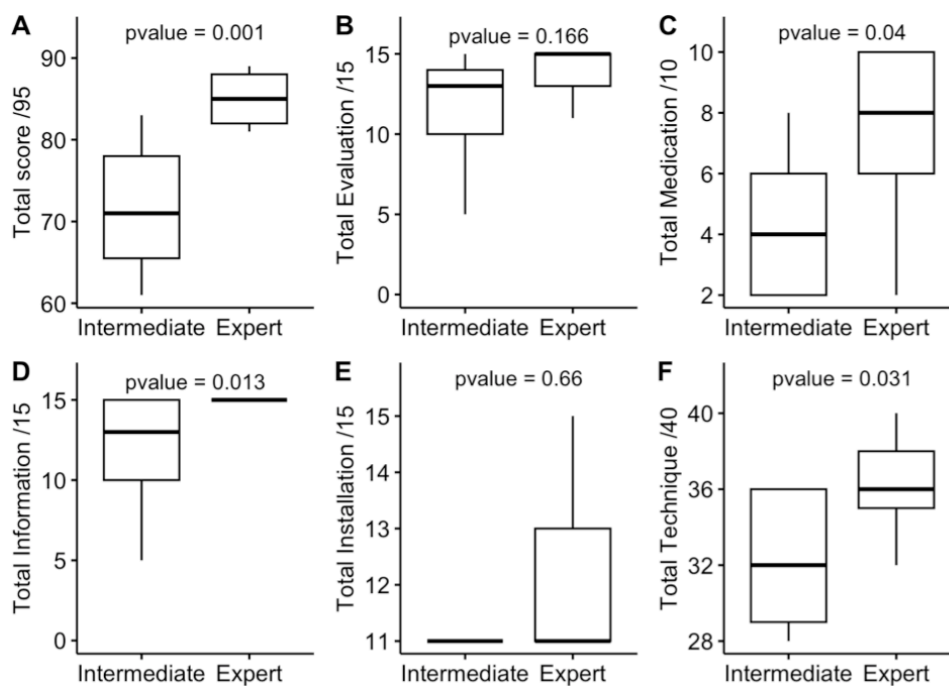 A
pvalue = 0.001
Total score /95
90
80
70
60
Intermediate Expert
B
pvalue = 0.166
Total Evaluation /15
15
10
5
0
Intermediate Expert
C
pvalue = 0.04
Total Medication /10
10
8
6
4
2
Intermediate Expert
D
pvalue = 0.013
Total Information /15
15
10
5
0
Intermediate Expert
E
pvalue = 0.66
Total Installation /15
15
14
13
12
11
Intermediate Expert
F
pvalue = 0.031
Total Technique /40
40
36
32
28
Intermediate Expert